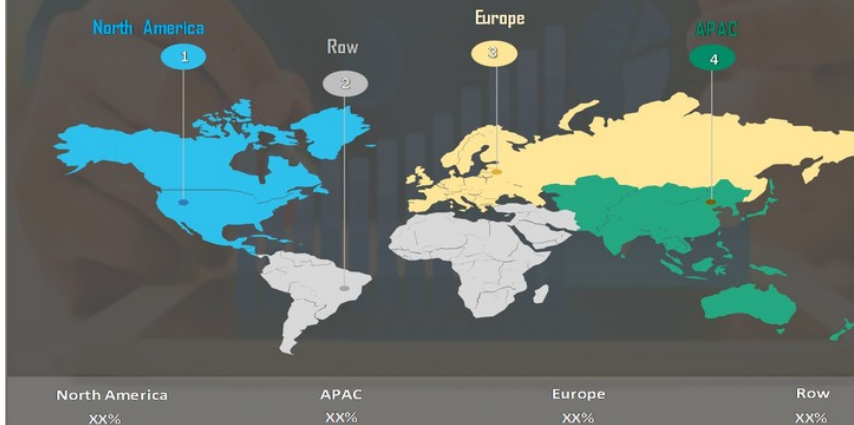 Europe
North America
Row
APAC
1
2
3
4
North America APAC Europe Row
XX% XX% XX% XX%